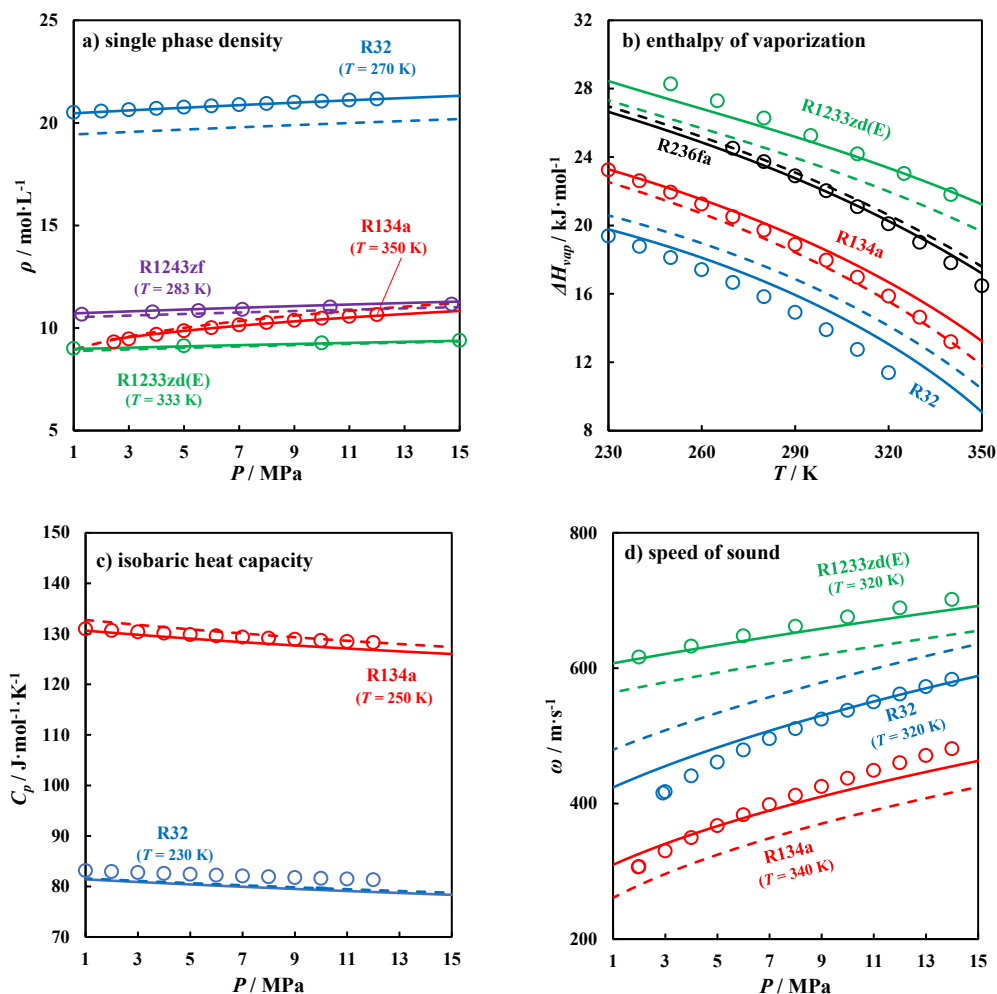 a) single phase density
R32
(T = 270 K)
R134a
(T = 350 K)
R1243zf
(T = 283 K)
R1233zd(E)
(T = 333 K)
25
20
15
10
5
ρ / mol·L-1
1 3 5 7 9 11 13 15
P / MPa
b) enthalpy of vaporization
R1233zd(E)
R236fa
R134a
R32
28
24
20
16
12
8
ΔHvap / kJ·mol-1
230 260 290 320 350
T / K
c) isobaric heat capacity
R134a
(T = 250 K)
R32
(T = 230 K)
150
140
130
120
110
100
90
80
70
Cp / J·mol-1·K-1
1 3 5 7 9 11 13 15
P / MPa
d) speed of sound
R1233zd(E)
(T = 320 K)
R32
(T = 320 K)
R134a
(T = 340 K)
800
600
400
200
ω / m·s-1
1 3 5 7 9 11 13 15
P / MPa